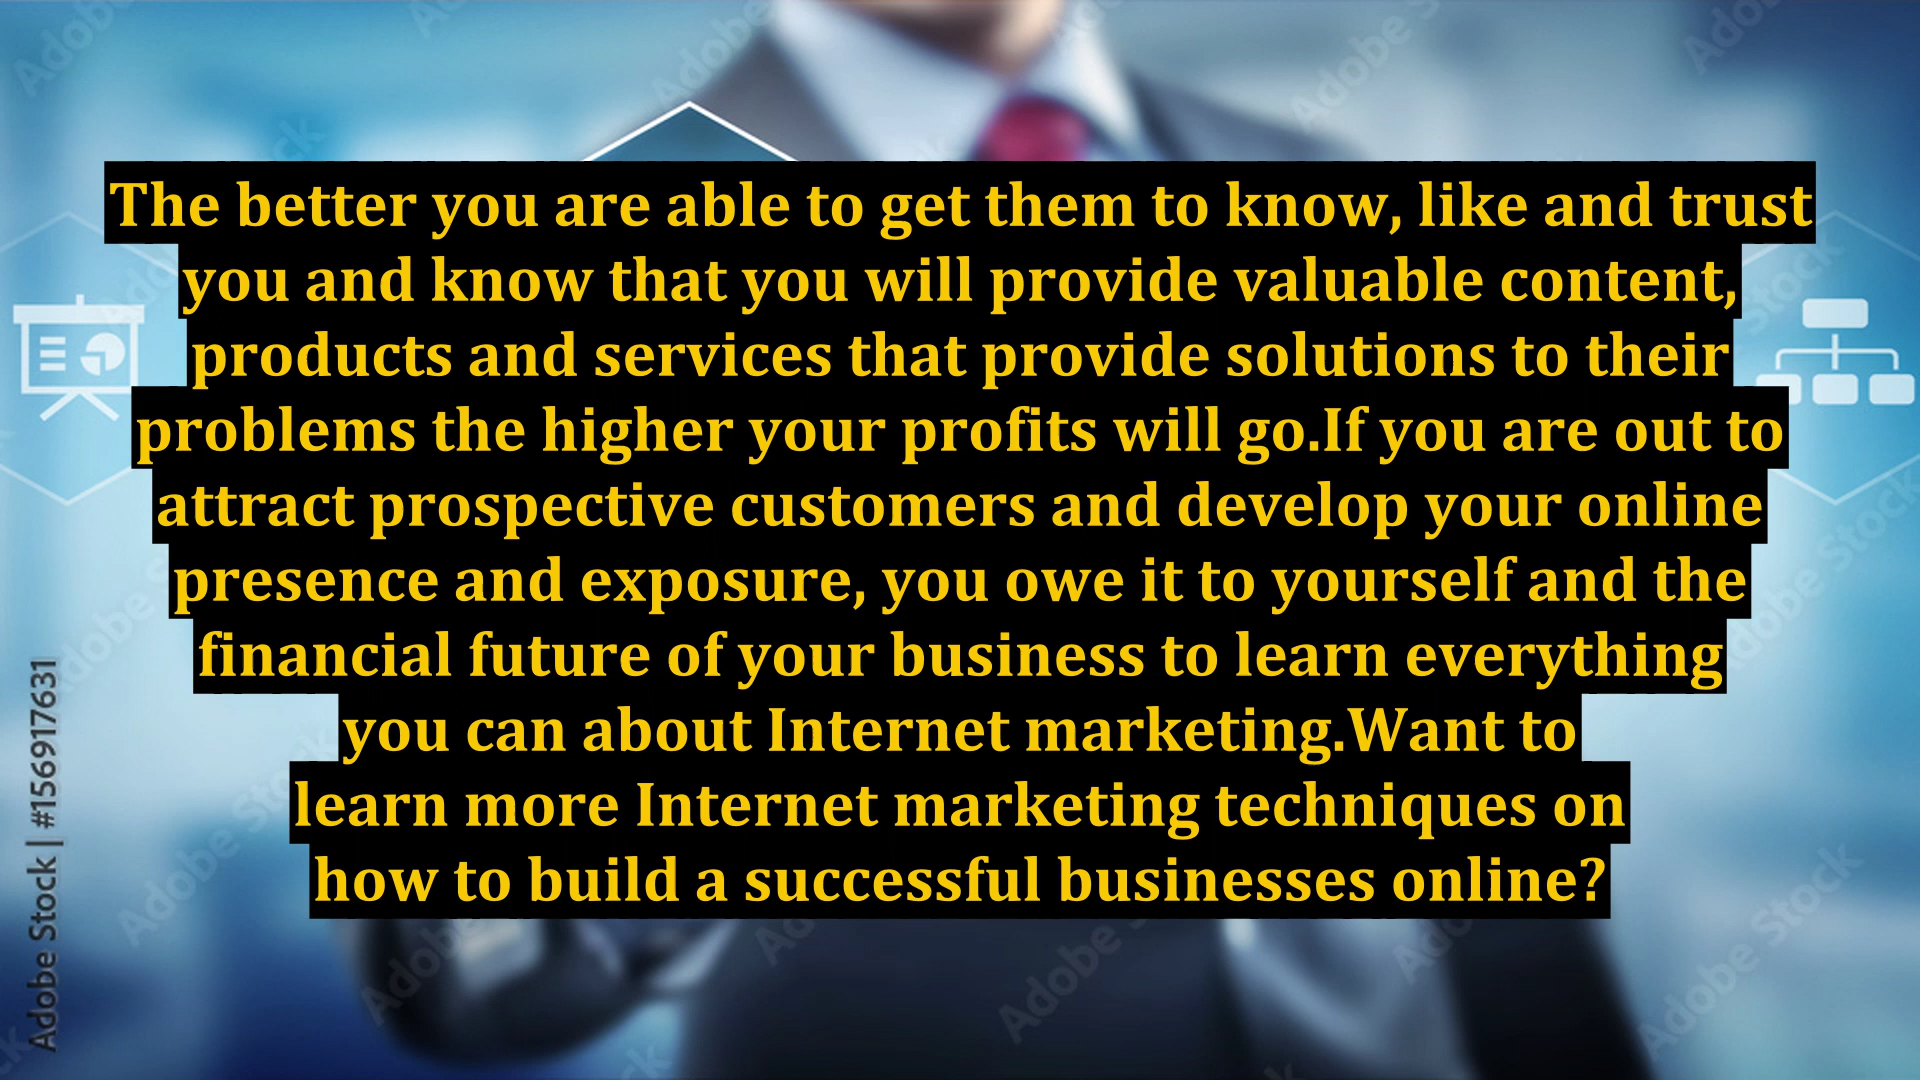 The better you are able to get them to know, like and trust
you and know that you will provide valuable content,
products and services that provide solutions to their
problems the higher your profits will go.If you are out to
attract prospective customers and develop your online
presence and exposure, you owe it to yourself and the
financial future of your business to learn everything
you can about Internet marketing.Want to
learn more Internet marketing techniques on
how to build a successful businesses online?
Adobe Stock | #156917631